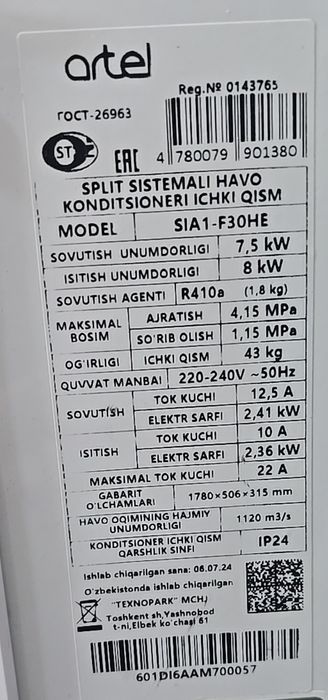 artel
Reg.№ 0143765
ГОСТ-26963
ST
EAC
4 780079 901380
SPLIT SISTEMALI HAVO
KONDITSIONERI ICHKI QISM
MODEL SIA1-F30HE
SOVUTISH UNUMDORLIGI 7,5 kW
ISITISH UNUMDORLIGI 8 kW
SOVUTISH AGENTI R410a (1,8 kg)
MAKSIMAL BOSIM AJRATISH 4,15 MPa
SO'RIB OLISH 1,15 MPa
OG'IRLIGI ICHKI QISM 43 kg
QUVVAT MANBAI 220-240V ~50Hz
SOVUTISH TOK KUCHI 12,5 A
ELEKTR SARFI 2,41 kW
ISITISH TOK KUCHI 10 A
ELEKTR SARFI 2,36 kW
MAKSIMAL TOK KUCHI 22 A
GABARIT
O'LCHAMLARI 1780×506×315 mm
HAVO OQIMINING HAJMIY
UNUMDORLIGI 1120 m3/s
KONDITSIONER ICHKI QISM
QARSHLIK SINFI IP24
Ishlab chiqarilgan sana: 06.07.24
O'zbekistonda ishlab chiqarilgan
"TEXNOPARK" MCHJ
Toshkent sh,Yashnobod
t-ni,Elbek ko'chasi 61
601DI6AAM700057